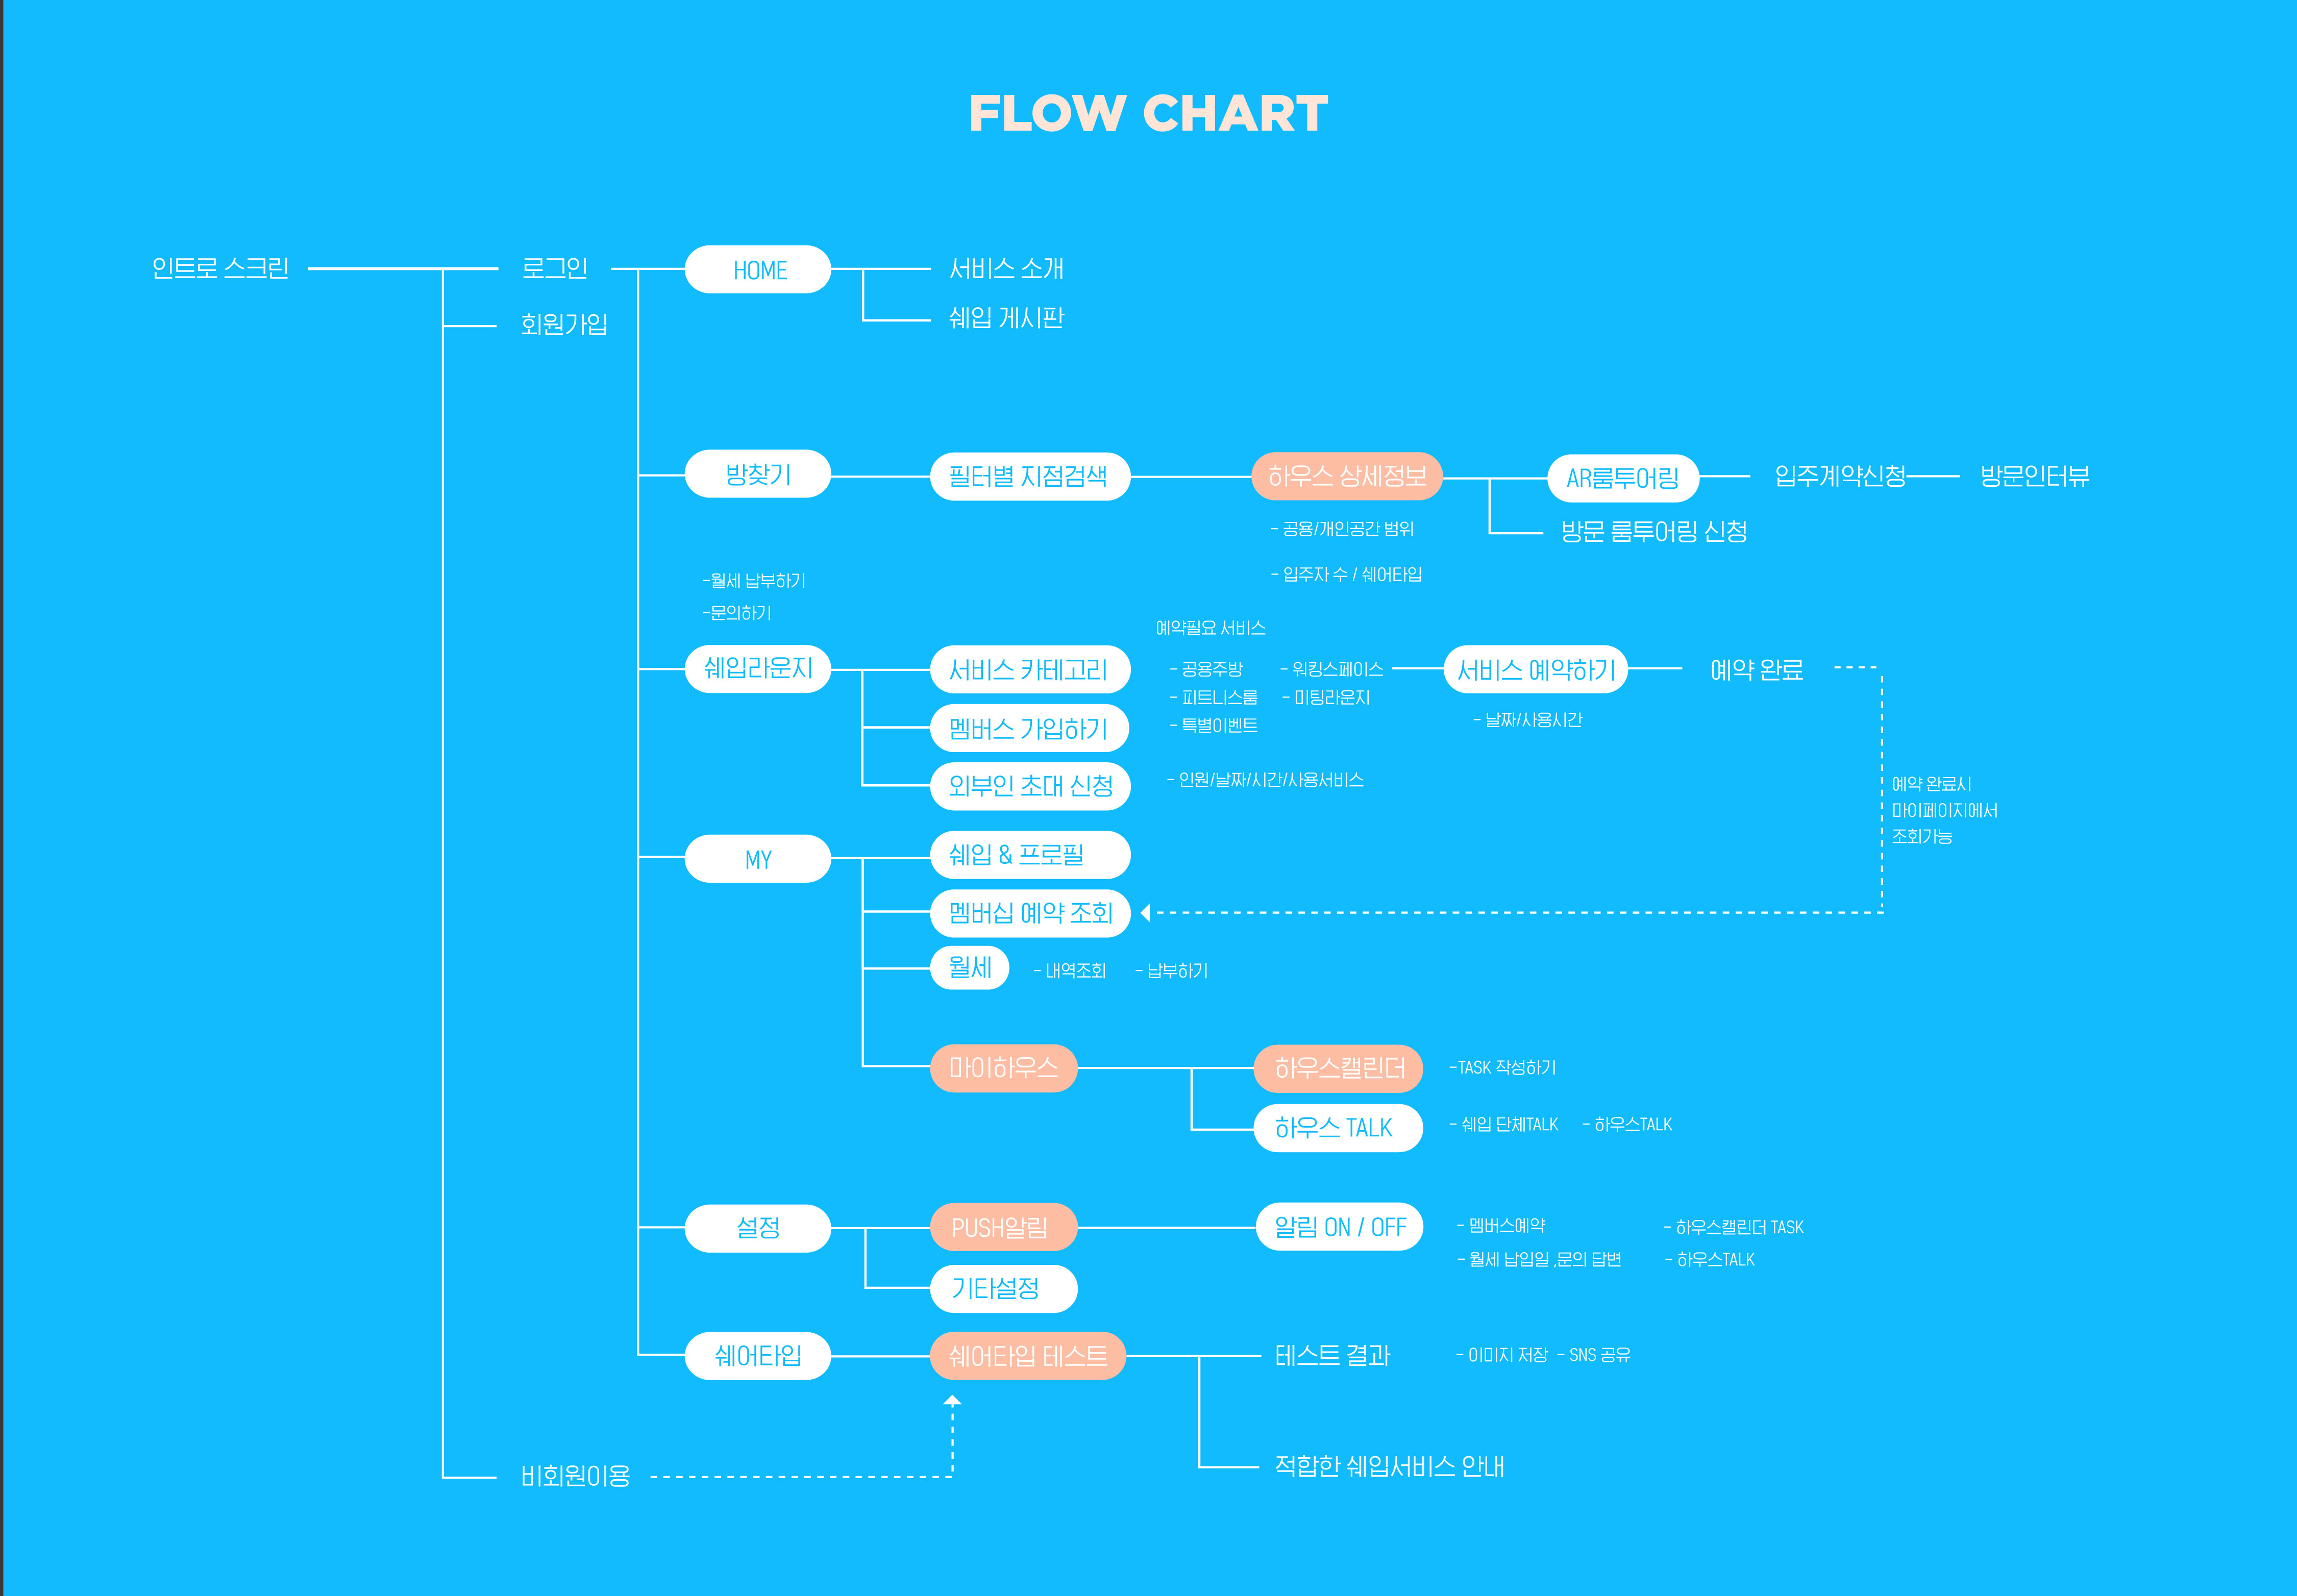 FLOW CHART
인트로 스크린
로그인
HOME
서비스 소개
회원가입
쉐입 게시판
방찾기
필터별 지점검색
하우스 상세정보
AR룸투어링
입주계약신청
방문인터뷰
- 공용/개인공간 범위
방문 룸투어링 신청
- 입주자 수 / 쉐어타입
-월세 납부하기
-문의하기
예약필요 서비스
쉐입라운지
서비스 카테고리
- 공용주방
- 워킹스페이스
서비스 예약하기
예약 완료
- 피트니스룸
- 미팅라운지
멤버스 가입하기
- 특별이벤트
- 날짜/사용시간
외부인 초대 신청
- 인원/날짜/시간/사용서비스
예약 완료시
마이페이지에서
조회가능
MY
쉐입 & 프로필
멤버십 예약 조회
월세
- 내역조회
- 납부하기
마이하우스
하우스캘린더
-TASK 작성하기
하우스 TALK
- 쉐입 단체TALK
- 하우스TALK
설정
PUSH알림
알림 ON / OFF
- 멤버스예약
- 하우스캘린더 TASK
- 월세 납입일 ,문의 답변
- 하우스TALK
기타설정
쉐어타입
쉐어타입 테스트
테스트 결과
- 이미지 저장
- SNS 공유
비회원이용
적합한 쉐입서비스 안내